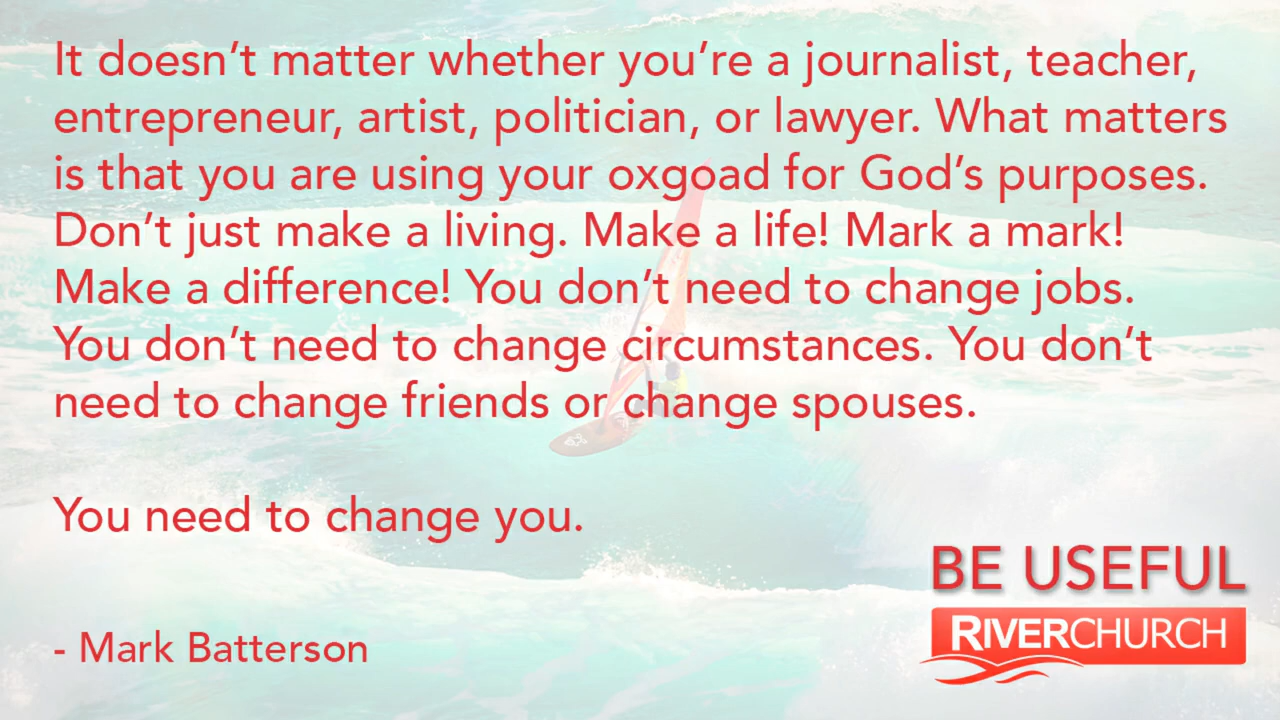 It doesn’t matter whether you’re a journalist, teacher,
entrepreneur, artist, politician, or lawyer. What matters
is that you are using your oxgoad for God’s purposes.
Don’t just make a living. Make a life! Mark a mark!
Make a difference! You don’t need to change jobs.
You don’t need to change circumstances. You don’t
need to change friends or change spouses.
You need to change you.
- Mark Batterson
BE USEFUL
RIVERCHURCH